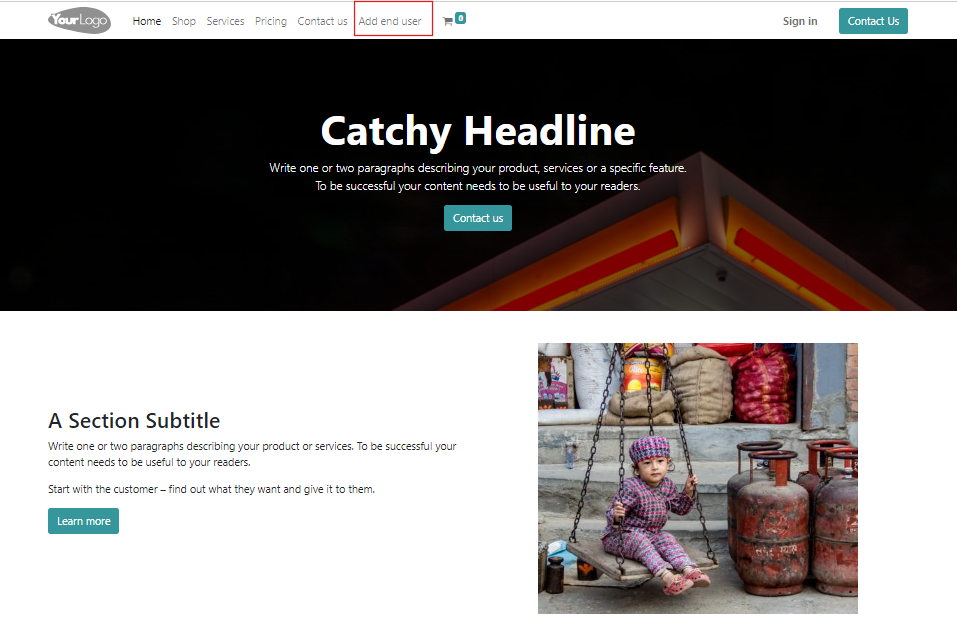 YourLogo Home Shop Services Pricing Contact us Add end user 0 Sign in Contact Us
Catchy Headline
Write one or two paragraphs describing your product, services or a specific feature.
To be successful your content needs to be useful to your readers.
Contact us
A Section Subtitle
Write one or two paragraphs describing your product or services. To be successful your
content needs to be useful to your readers.
Start with the customer – find out what they want and give it to them.
Learn more